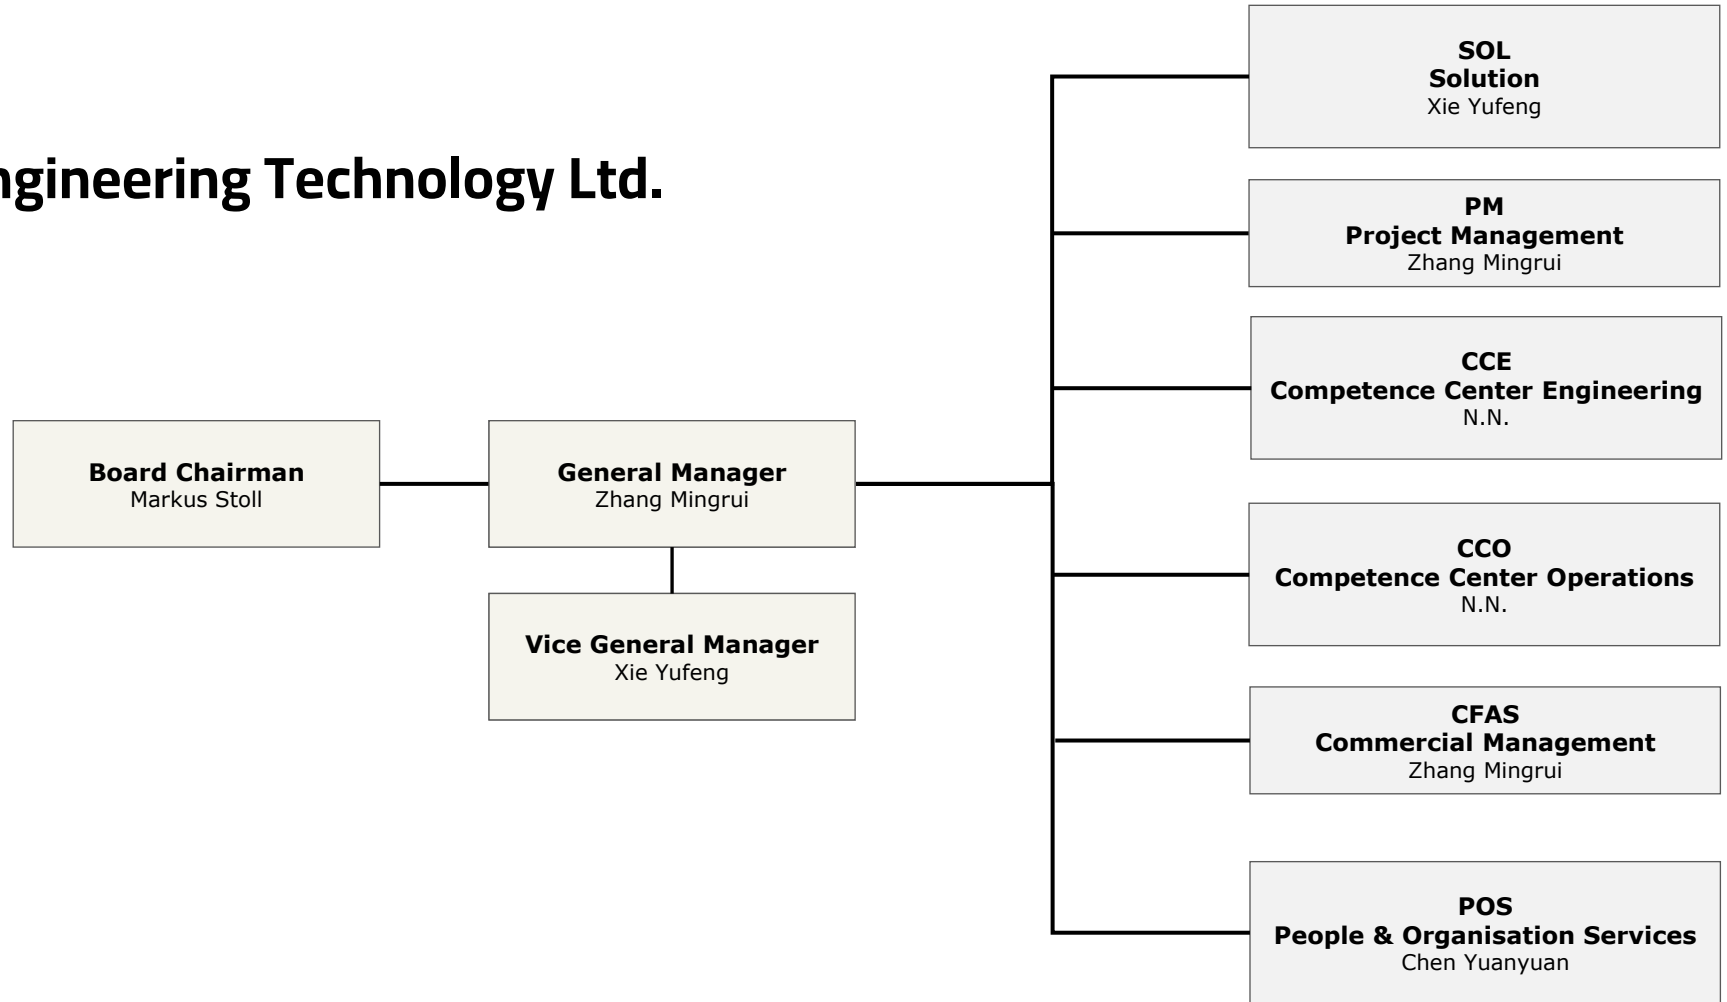 Engineering Technology Ltd.
Board Chairman
Markus Stoll
General Manager
Zhang Mingrui
Vice General Manager
Xie Yufeng
SOL
Solution
Xie Yufeng
PM
Project Management
Zhang Mingrui
CCE
Competence Center Engineering
N.N.
CCO
Competence Center Operations
N.N.
CFAS
Commercial Management
Zhang Mingrui
POS
People & Organisation Services
Chen Yuanyuan